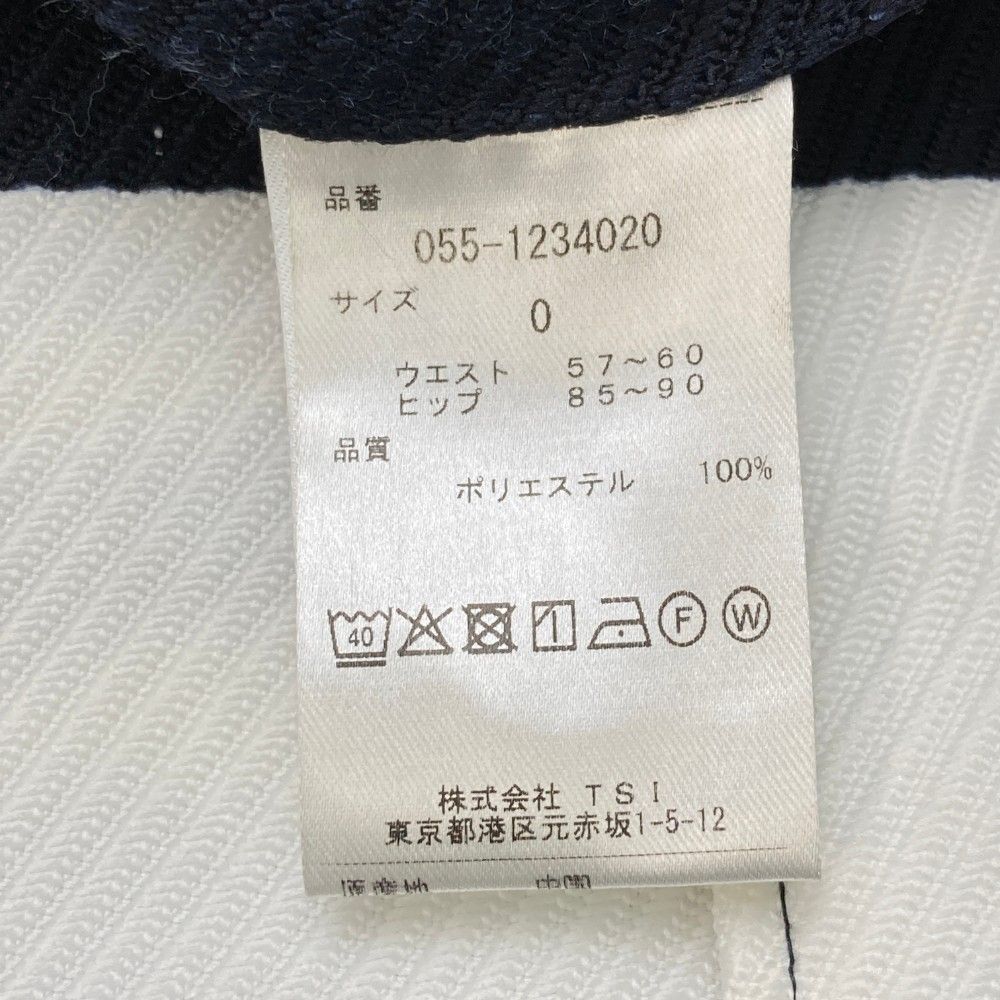 品番
055-1234020
サイズ 0
ウエスト 57～60
ヒップ 85～90
品質
ポリエステル 100%
40 F W
株式会社 TSI
東京都港区元赤坂1-5-12